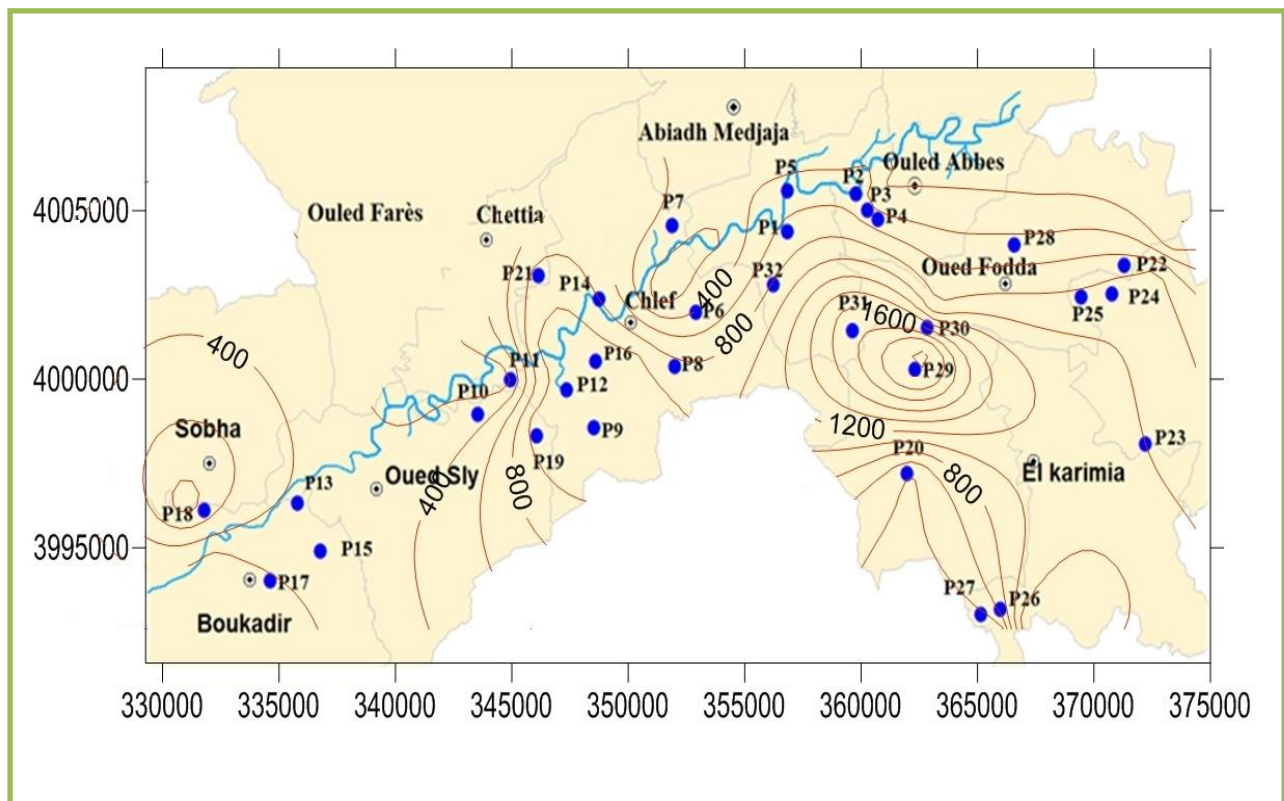 Abiadh Medjaja
Ouled Abbes
P5
P2
P3
4005000
Ouled Farès
Chettia
P7
P4
P1
P28
P21
P14
Chlef
400
P32
Oued Fodda
P22
P6
P31
1600
P25
P24
800
P30
400
P11
P16
P8
P29
4000000
P10
P12
Sobha
P9
1200
P23
P19
P20
Oued Sly
400
800
800
El karimia
P18
P13
3995000
P15
P17
P27
P26
Boukadir
330000 335000 340000 345000 350000 355000 360000 365000 370000 375000